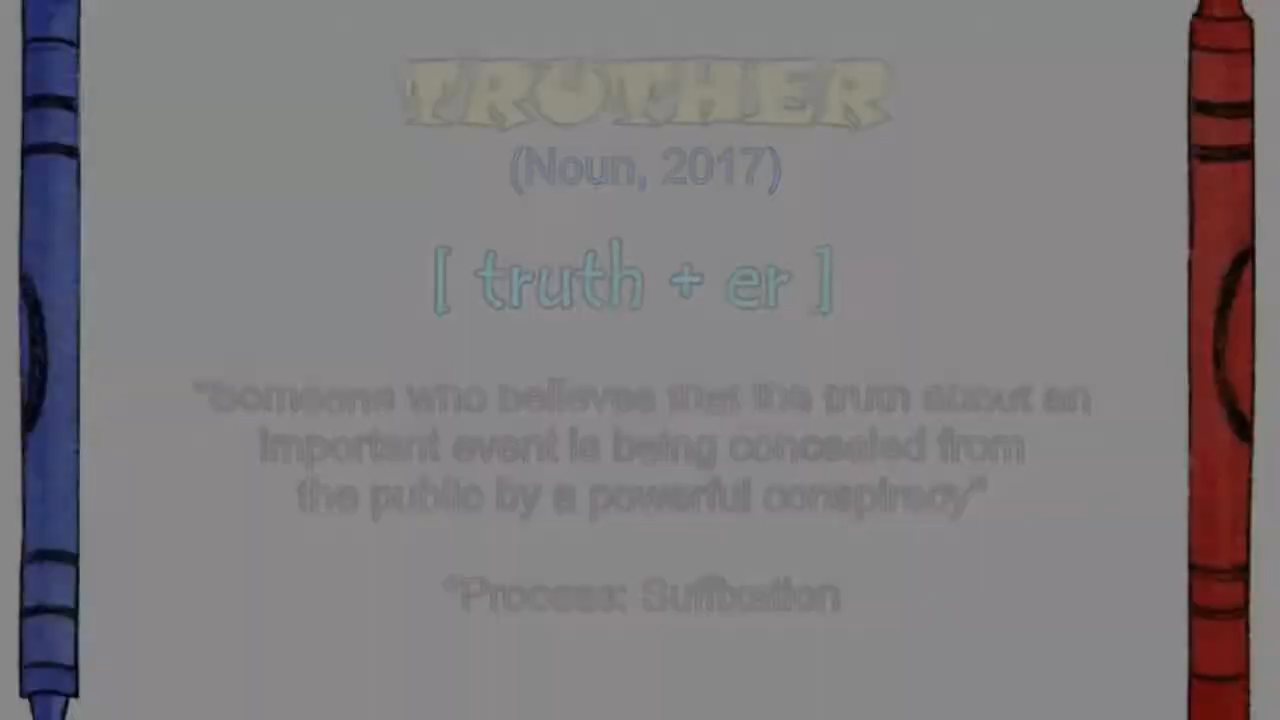 TRUTHER
(Noun, 2017)
[ truth + er ]
"Someone who believes that the truth about an
important event is being concealed from
the public by a powerful conspiracy"
*Process: Suffixation